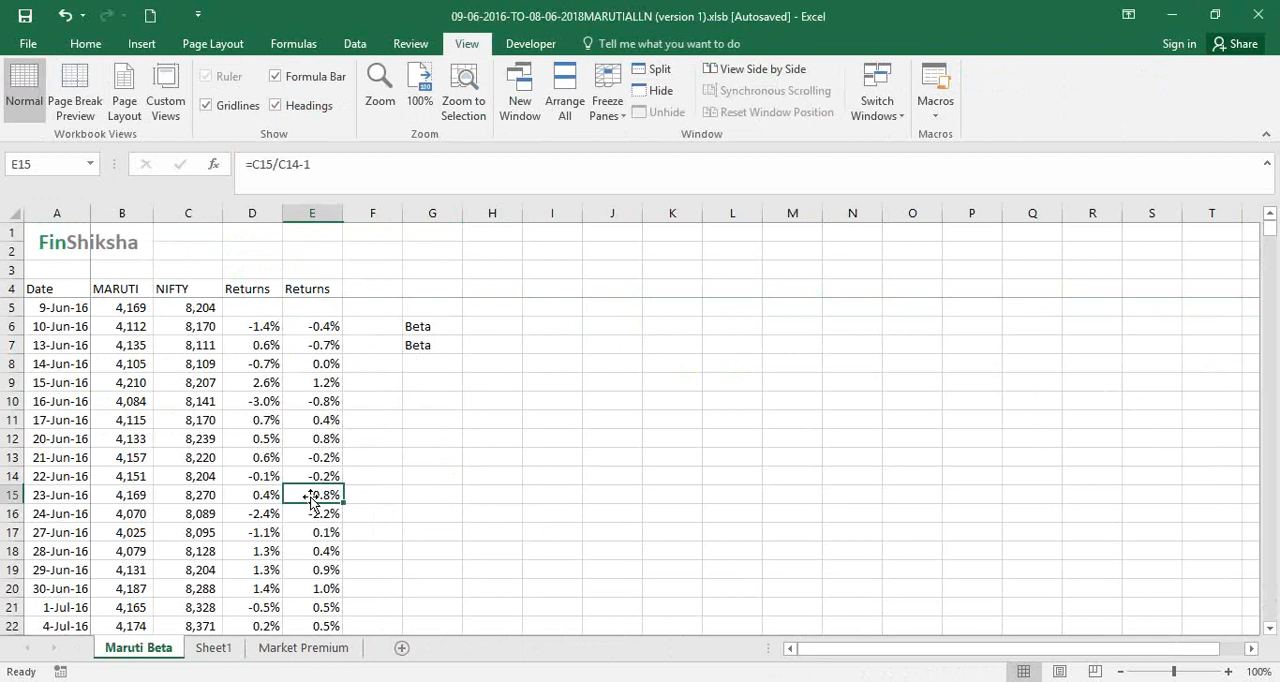 09-06-2016-TO-08-06-2018MARUTIALLN (version 1).xlsb [Autosaved] - Excel
File Home Insert Page Layout Formulas Data Review View Developer Tell me what you want to do Sign in Share
Normal Page Break Preview Page Layout Custom Views Workbook Views
Ruler Formula Bar
Gridlines Headings
Show
Zoom 100% Zoom to Selection Zoom
New Window Arrange All Freeze Panes Split Hide Unhide
View Side by Side
Synchronous Scrolling
Reset Window Position
Window
Switch Windows Macros Macros
E15 fx =C15/C14-1
A B C D E F G H I J K L M N O P Q R S T
1 FinShiksha
2
3
4 Date MARUTI NIFTY Returns Returns
5 9-Jun-16 4,169 8,204
6 10-Jun-16 4,112 8,170 -1.4% -0.4% Beta
7 13-Jun-16 4,135 8,111 0.6% -0.7% Beta
8 14-Jun-16 4,105 8,109 -0.7% 0.0%
9 15-Jun-16 4,210 8,207 2.6% 1.2%
10 16-Jun-16 4,084 8,141 -3.0% -0.8%
11 17-Jun-16 4,115 8,170 0.7% 0.4%
12 20-Jun-16 4,133 8,239 0.5% 0.8%
13 21-Jun-16 4,157 8,220 0.6% -0.2%
14 22-Jun-16 4,151 8,204 -0.1% -0.2%
15 23-Jun-16 4,169 8,270 0.4% 0.8%
16 24-Jun-16 4,070 8,089 -2.4% -2.2%
17 27-Jun-16 4,025 8,095 -1.1% 0.1%
18 28-Jun-16 4,079 8,128 1.3% 0.4%
19 29-Jun-16 4,131 8,204 1.3% 0.9%
20 30-Jun-16 4,187 8,288 1.4% 1.0%
21 1-Jul-16 4,165 8,328 -0.5% 0.5%
22 4-Jul-16 4,174 8,371 0.2% 0.5%
Maruti Beta Sheet1 Market Premium
Ready 100%